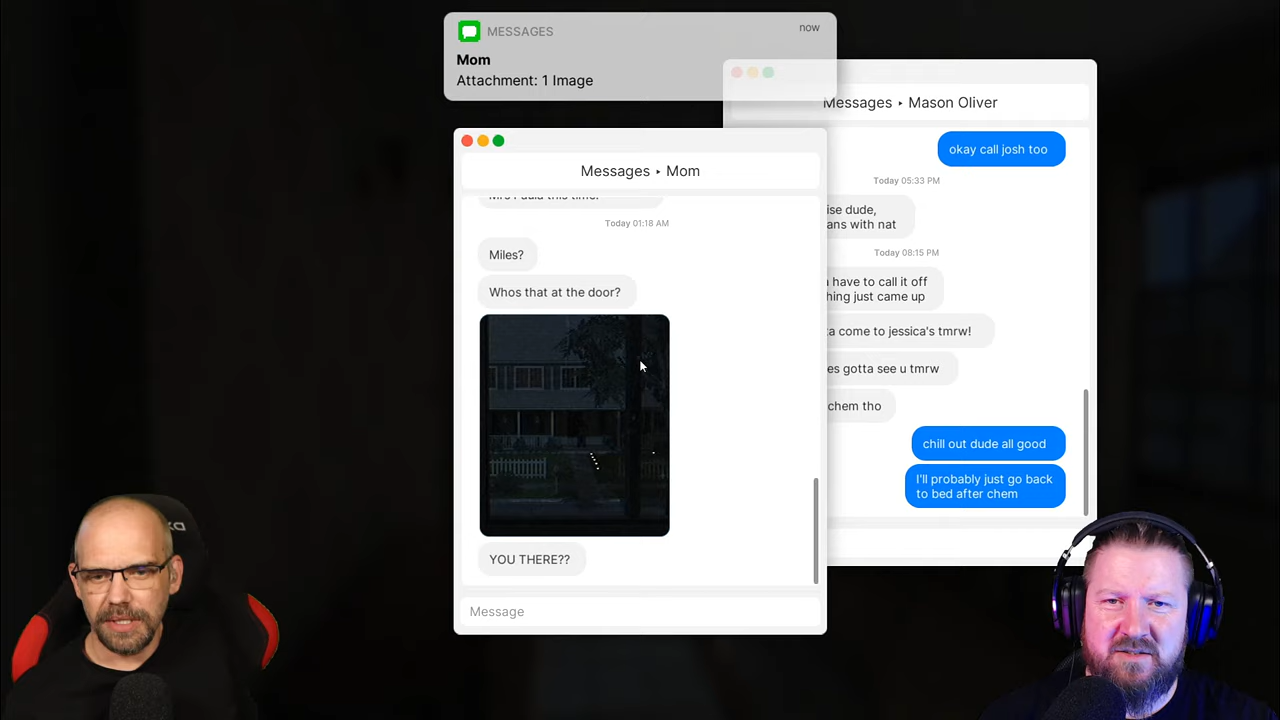 MESSAGES
now
Mom
Attachment: 1 Image
Messages ▸ Mom
Today 01:18 AM
Miles?
Whos that at the door?
YOU THERE??
Message
Messages ▸ Mason Oliver
okay call josh too
Today 05:33 PM
ise dude,
ans with nat
Today 08:15 PM
have to call it off
hing just came up
a come to jessica's tmrw!
es gotta see u tmrw
chem tho
chill out dude all good
I'll probably just go back
to bed after chem